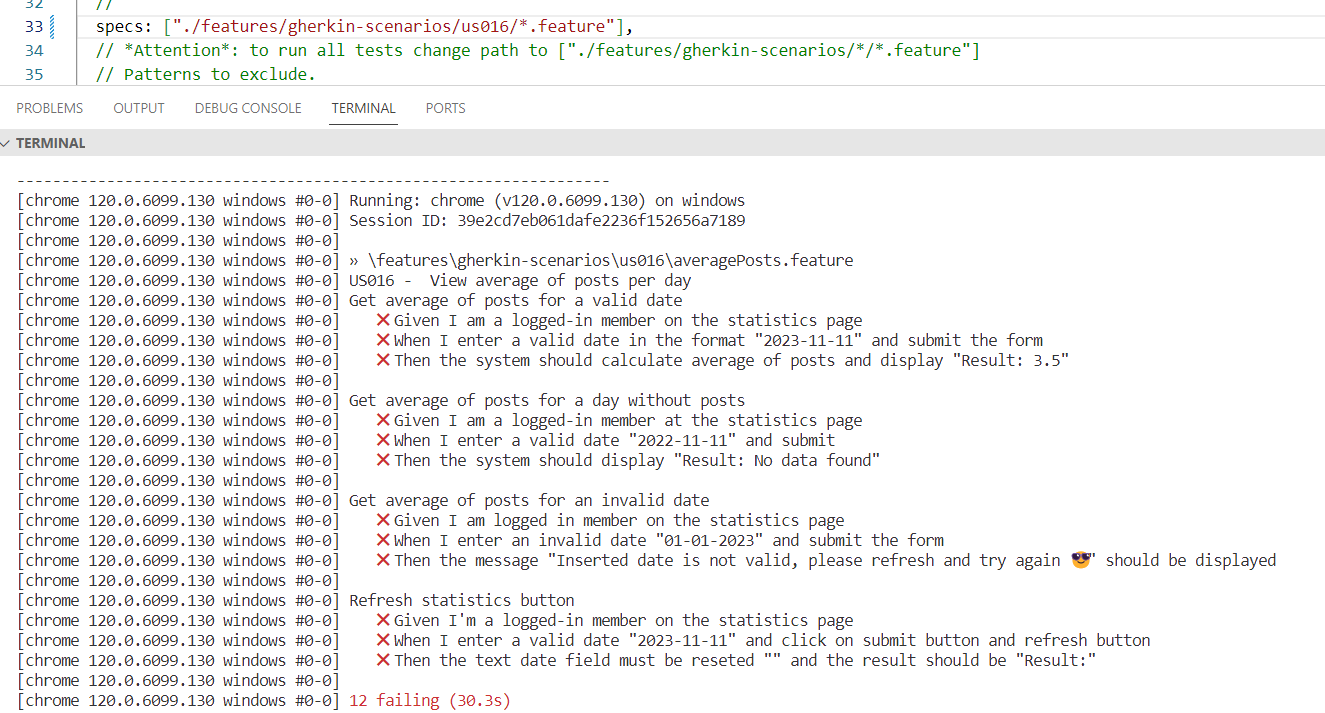 32 //
33 specs: ["./features/gherkin-scenarios/us016/*.feature"],
34 // *Attention*: to run all tests change path to ["./features/gherkin-scenarios/*/*.feature"]
35 // Patterns to exclude.
PROBLEMS OUTPUT DEBUG CONSOLE TERMINAL PORTS
TERMINAL
------------------------------------------------------------------
[chrome 120.0.6099.130 windows #0-0] Running: chrome (v120.0.6099.130) on windows
[chrome 120.0.6099.130 windows #0-0] Session ID: 39e2cd7eb061dafe2236f152656a7189
[chrome 120.0.6099.130 windows #0-0]
[chrome 120.0.6099.130 windows #0-0] » \features\gherkin-scenarios\us016\averagePosts.feature
[chrome 120.0.6099.130 windows #0-0] US016 -  View average of posts per day
[chrome 120.0.6099.130 windows #0-0] Get average of posts for a valid date
[chrome 120.0.6099.130 windows #0-0]    ❌Given I am a logged-in member on the statistics page
[chrome 120.0.6099.130 windows #0-0]    ❌When I enter a valid date in the format "2023-11-11" and submit the form
[chrome 120.0.6099.130 windows #0-0]    ❌Then the system should calculate average of posts and display "Result: 3.5"
[chrome 120.0.6099.130 windows #0-0]
[chrome 120.0.6099.130 windows #0-0] Get average of posts for a day without posts
[chrome 120.0.6099.130 windows #0-0]    ❌Given I am a logged-in member at the statistics page
[chrome 120.0.6099.130 windows #0-0]    ❌When I enter a valid date "2022-11-11" and submit
[chrome 120.0.6099.130 windows #0-0]    ❌Then the system should display "Result: No data found"
[chrome 120.0.6099.130 windows #0-0]
[chrome 120.0.6099.130 windows #0-0] Get average of posts for an invalid date
[chrome 120.0.6099.130 windows #0-0]    ❌Given I am logged in member on the statistics page
[chrome 120.0.6099.130 windows #0-0]    ❌When I enter an invalid date "01-01-2023" and submit the form
[chrome 120.0.6099.130 windows #0-0]    ❌Then the message "Inserted date is not valid, please refresh and try again 😎" should be displayed
[chrome 120.0.6099.130 windows #0-0]
[chrome 120.0.6099.130 windows #0-0] Refresh statistics button
[chrome 120.0.6099.130 windows #0-0]    ❌Given I'm a logged-in member on the statistics page
[chrome 120.0.6099.130 windows #0-0]    ❌When I enter a valid date "2023-11-11" and click on submit button and refresh button
[chrome 120.0.6099.130 windows #0-0]    ❌Then the text date field must be reseted "" and the result should be "Result:"
[chrome 120.0.6099.130 windows #0-0]
[chrome 120.0.6099.130 windows #0-0] 12 failing (30.3s)